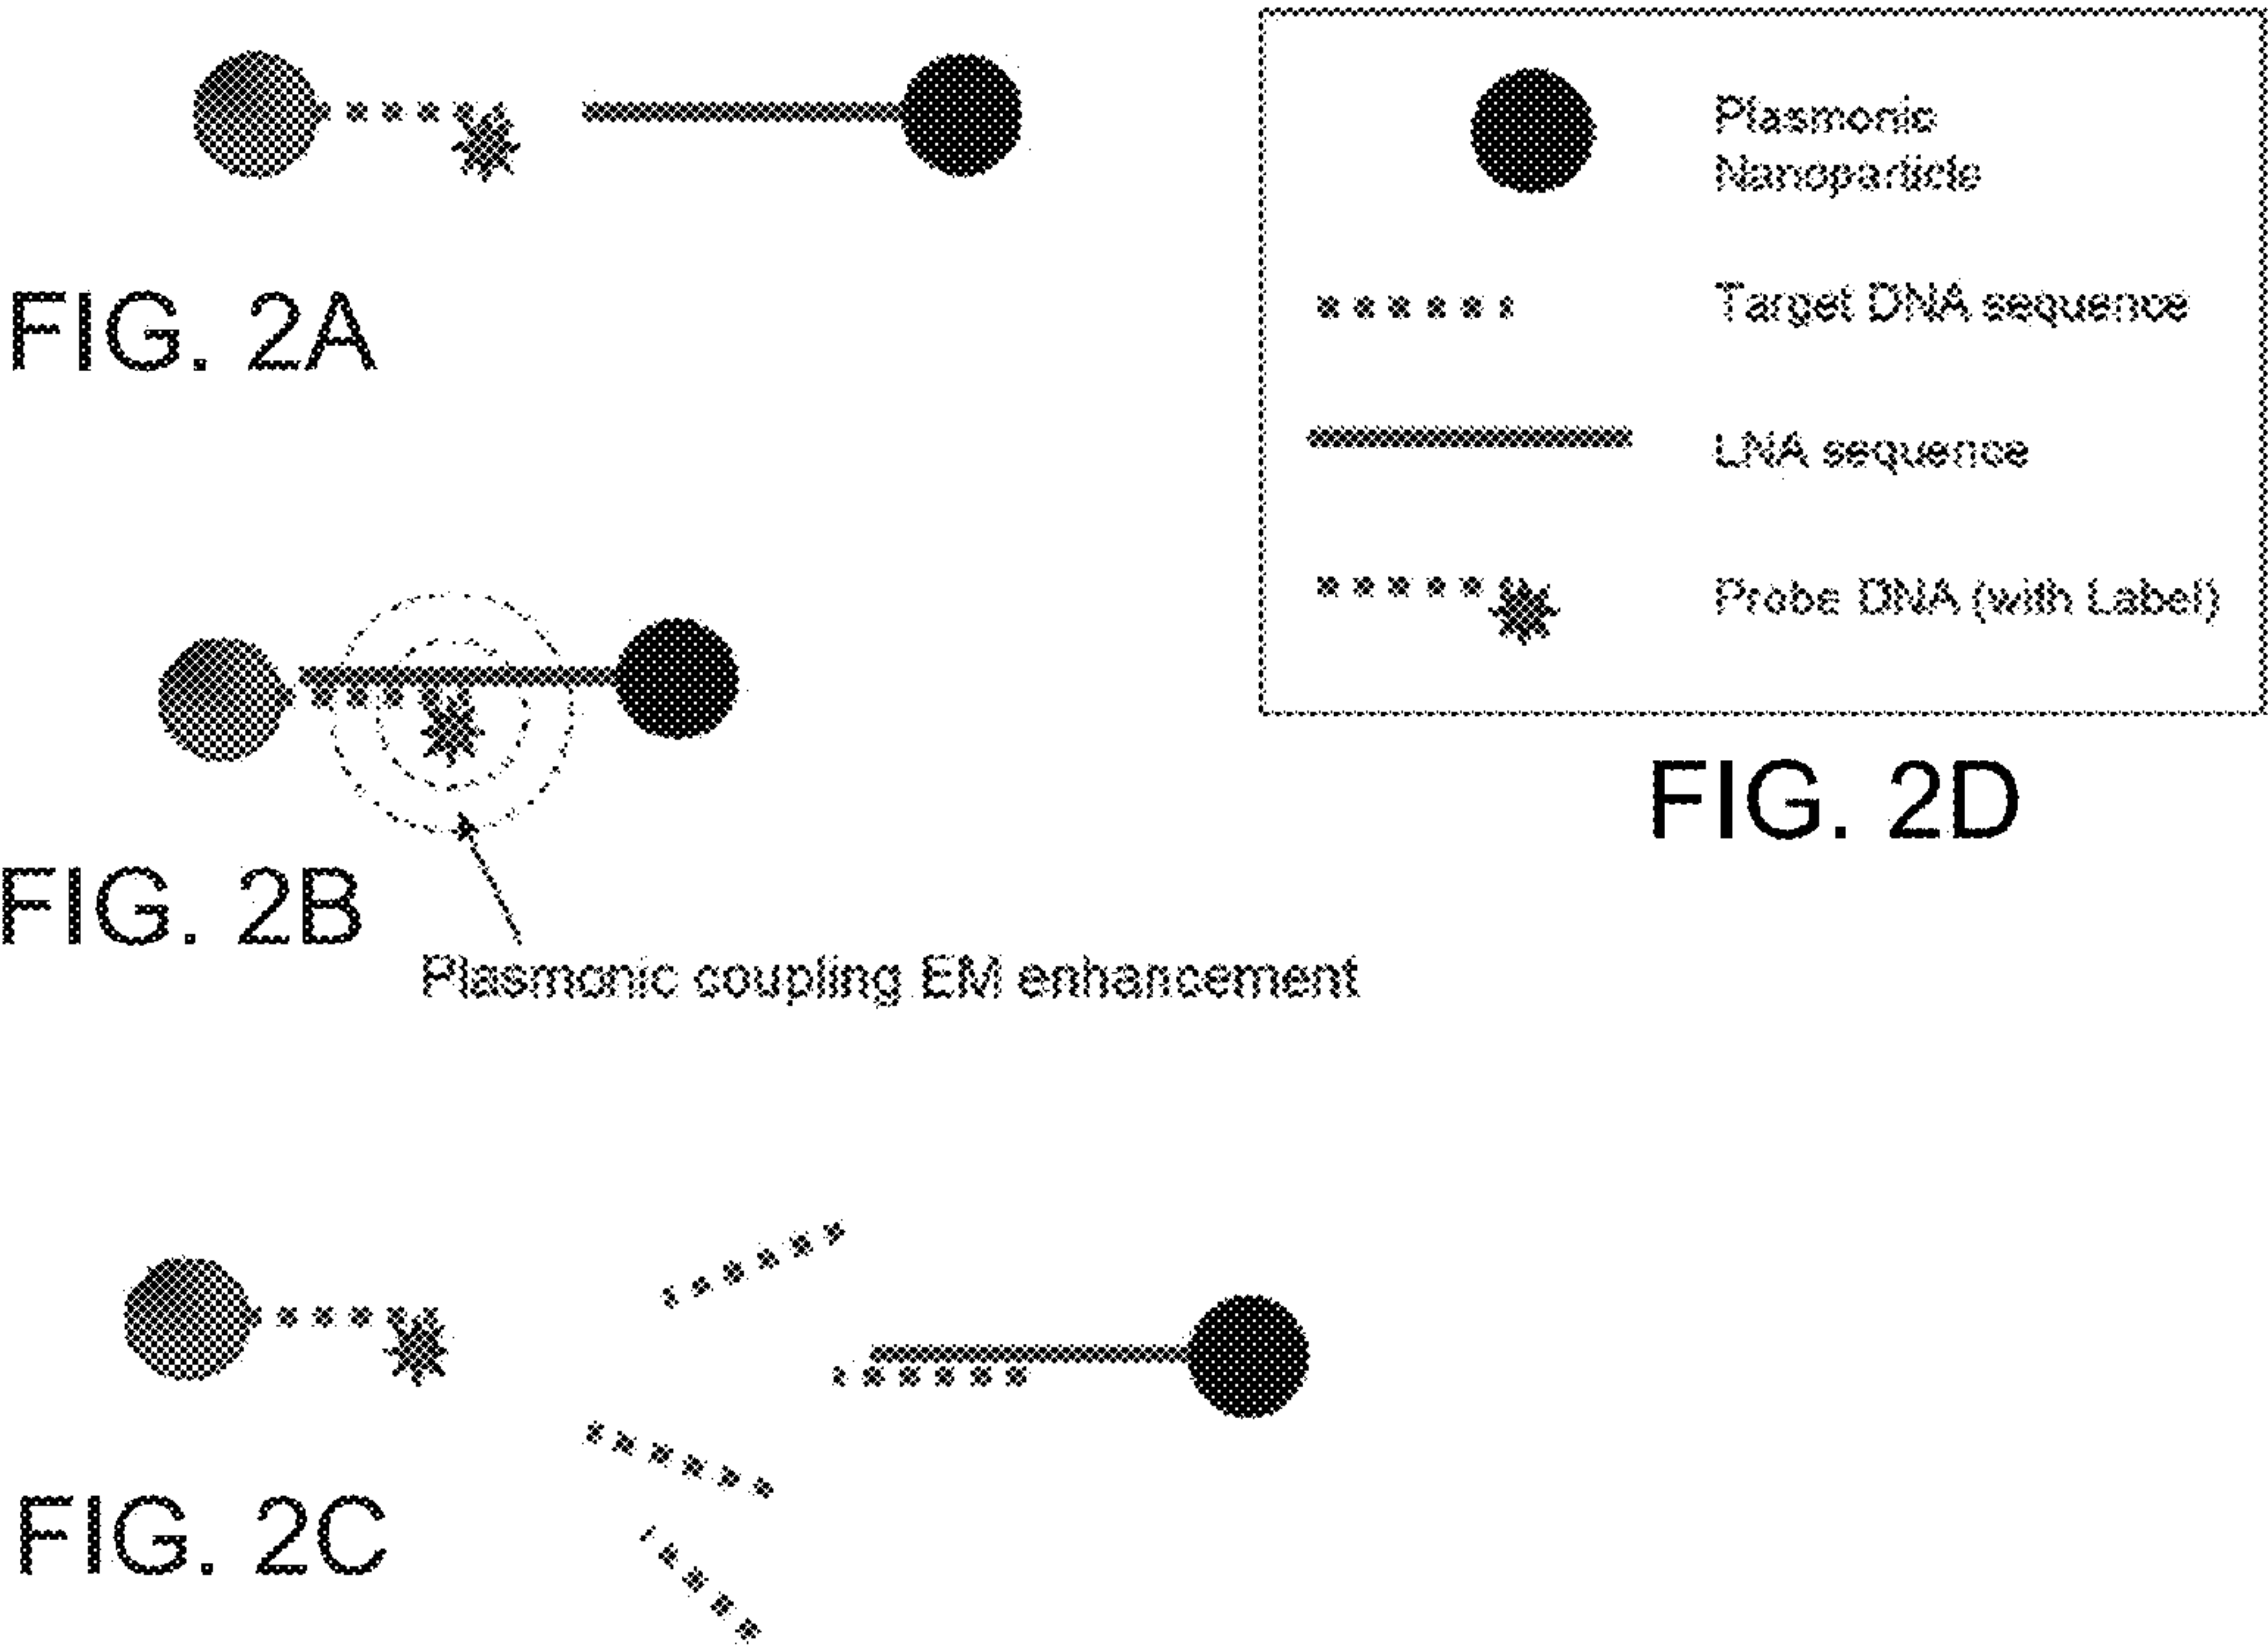 FIG. 2A
Plasmonic
Nanoparticle
Target DNA sequence
LNA sequence
Probe DNA (with Label)
FIG. 2D
FIG. 2B
Plasmonic coupling EM enhancement
FIG. 2C